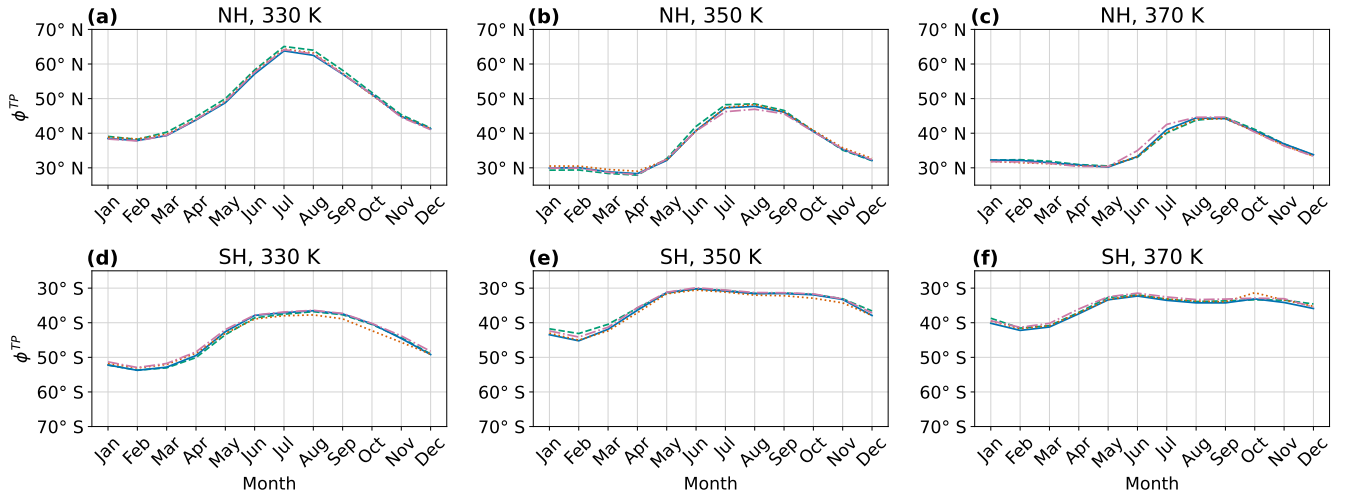 (a) NH, 330 K
(b) NH, 350 K
(c) NH, 370 K
ϕ^TP
70° N
60° N
50° N
40° N
30° N
Jan Feb Mar Apr May Jun Jul Aug Sep Oct Nov Dec
70° N
60° N
50° N
40° N
30° N
Jan Feb Mar Apr May Jun Jul Aug Sep Oct Nov Dec
70° N
60° N
50° N
40° N
30° N
Jan Feb Mar Apr May Jun Jul Aug Sep Oct Nov Dec
(d) SH, 330 K
(e) SH, 350 K
(f) SH, 370 K
ϕ^TP
30° S
40° S
50° S
60° S
70° S
Jan Feb Mar Apr May Jun Jul Aug Sep Oct Nov Dec
Month
30° S
40° S
50° S
60° S
70° S
Jan Feb Mar Apr May Jun Jul Aug Sep Oct Nov Dec
Month
30° S
40° S
50° S
60° S
70° S
Jan Feb Mar Apr May Jun Jul Aug Sep Oct Nov Dec
Month